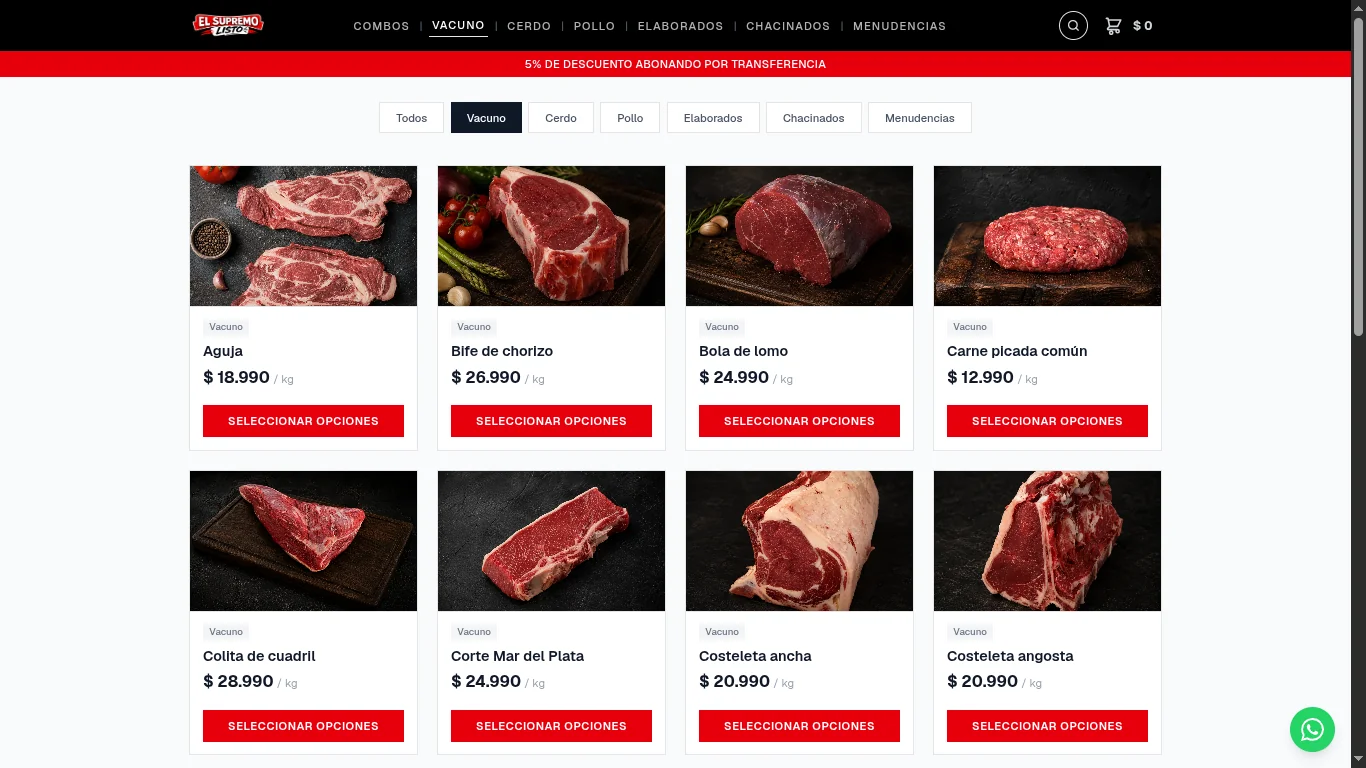 EL SUPREMO
LISTO
COMBOS | VACUNO | CERDO | POLLO | ELABORADOS | CHACINADOS | MENUDENCIAS
$ 0
5% DE DESCUENTO ABONANDO POR TRANSFERENCIA
Todos Vacuno Cerdo Pollo Elaborados Chacinados Menudencias
Vacuno
Aguja
$ 18.990 / kg
SELECCIONAR OPCIONES
Vacuno
Bife de chorizo
$ 26.990 / kg
SELECCIONAR OPCIONES
Vacuno
Bola de lomo
$ 24.990 / kg
SELECCIONAR OPCIONES
Vacuno
Carne picada común
$ 12.990 / kg
SELECCIONAR OPCIONES
Vacuno
Colita de cuadril
$ 28.990 / kg
SELECCIONAR OPCIONES
Vacuno
Corte Mar del Plata
$ 24.990 / kg
SELECCIONAR OPCIONES
Vacuno
Costeleta ancha
$ 20.990 / kg
SELECCIONAR OPCIONES
Vacuno
Costeleta angosta
$ 20.990 / kg
SELECCIONAR OPCIONES